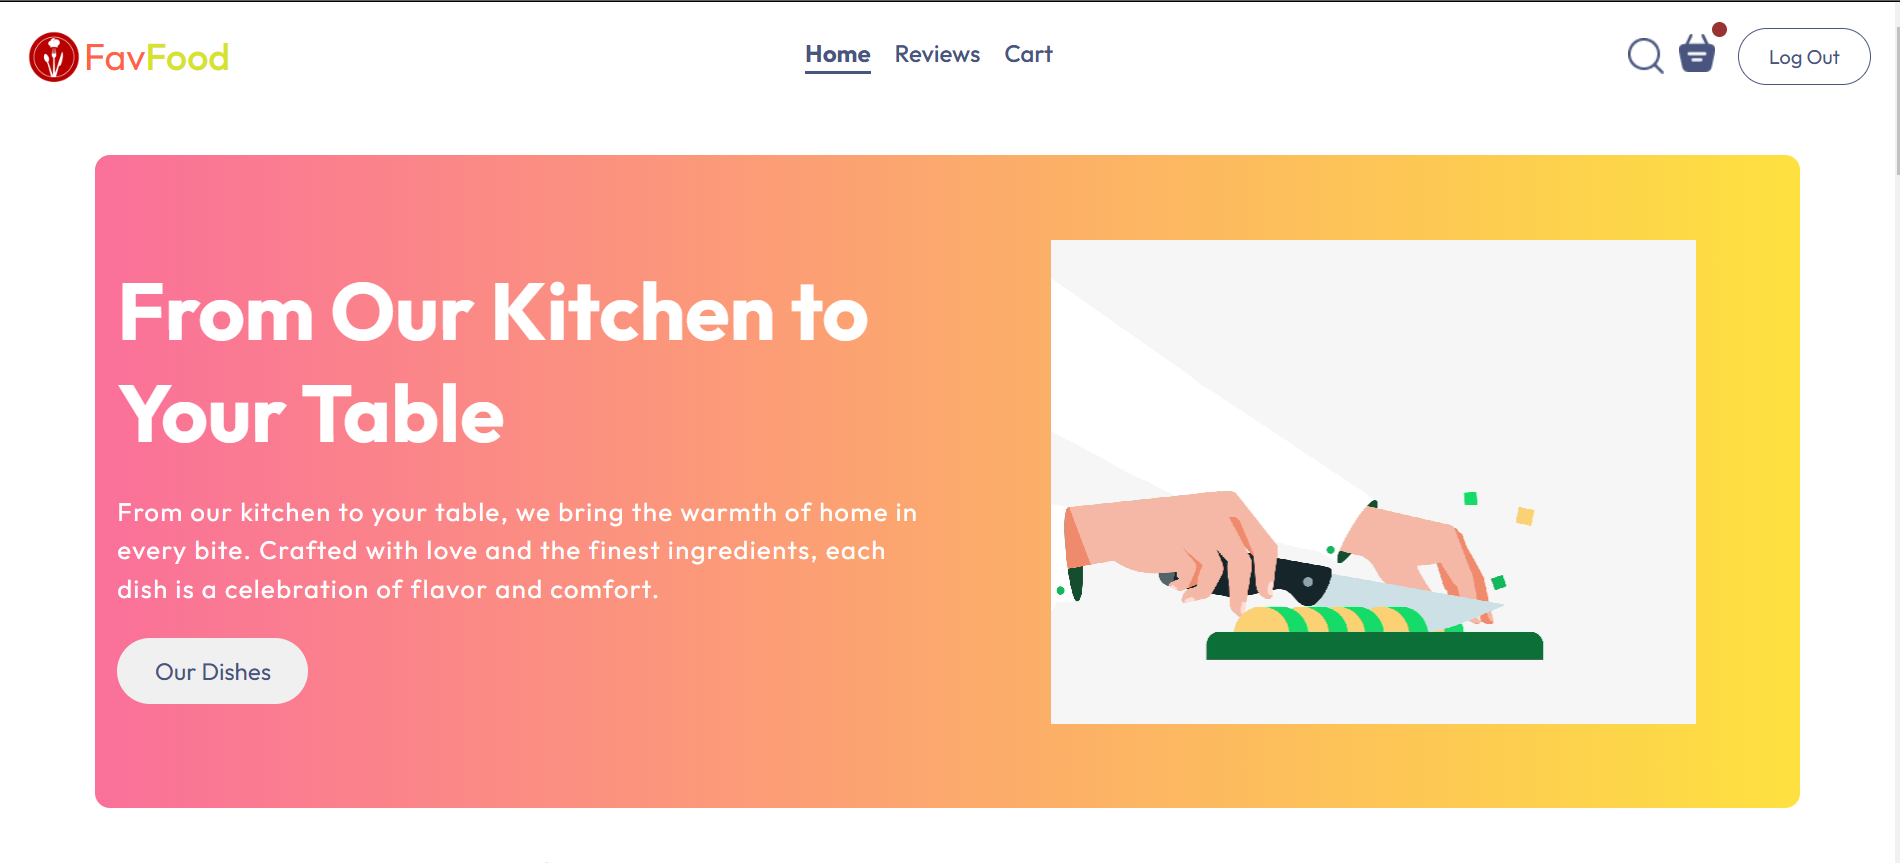 FavFood
Home Reviews Cart
Log Out
From Our Kitchen to
Your Table
From our kitchen to your table, we bring the warmth of home in
every bite. Crafted with love and the finest ingredients, each
dish is a celebration of flavor and comfort.
Our Dishes